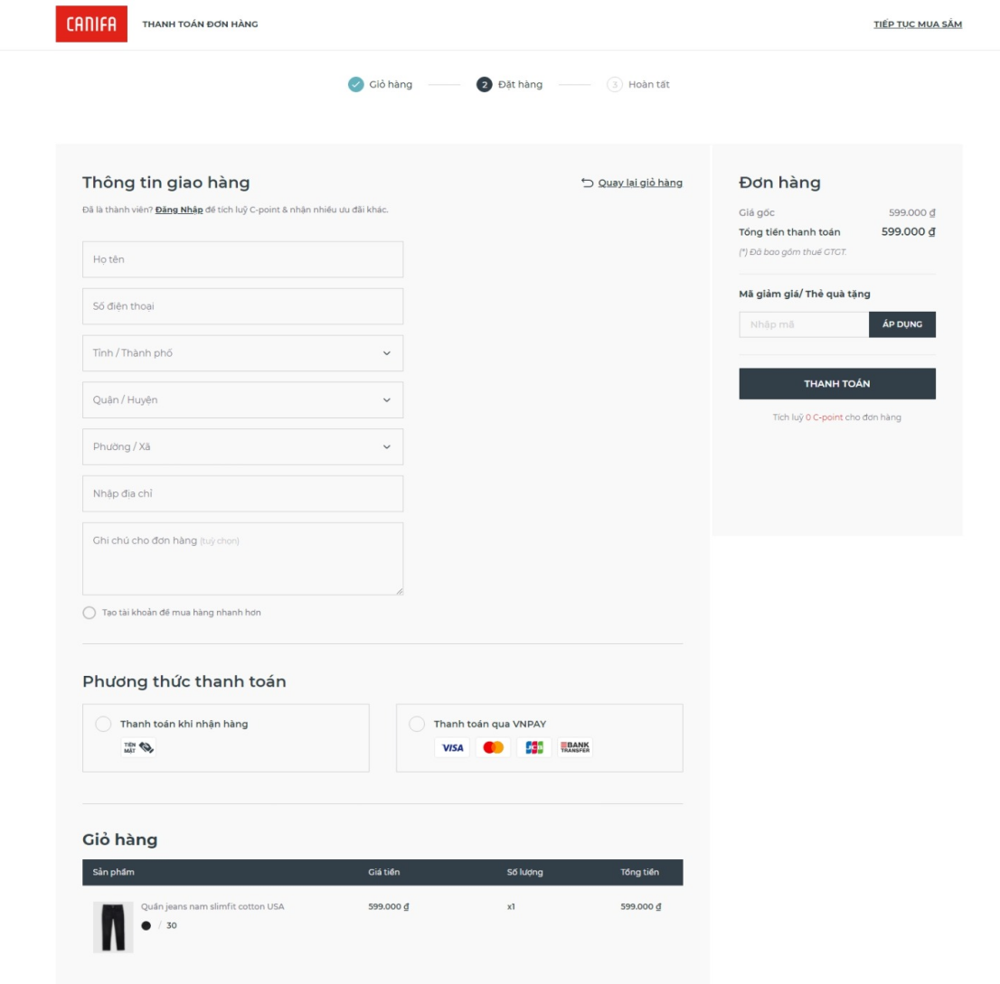 CANIFA
THANH TOÁN ĐƠN HÀNG
TIẾP TỤC MUA SẮM
Giỏ hàng
2 Đặt hàng
3 Hoàn tất
Thông tin giao hàng
Quay lại giỏ hàng
Đã là thành viên? Đăng Nhập để tích luỹ C-point & nhận nhiều ưu đãi khác.
Họ tên
Số điện thoại
Tỉnh / Thành phố
Quận / Huyện
Phường / Xã
Nhập địa chỉ
Ghi chú cho đơn hàng (tuỳ chọn)
Tạo tài khoản để mua hàng nhanh hơn
Phương thức thanh toán
Thanh toán khi nhận hàng
TIỀN
MẶT
Thanh toán qua VNPAY
VISA
JCB
BANK
TRANSFER
Giỏ hàng
Sản phẩm Giá tiền Số lượng Tổng tiền
Quần jeans nam slimfit cotton USA 599.000 ₫ x1 599.000 ₫
/ 30
Đơn hàng
Giá gốc 599.000 ₫
Tổng tiền thanh toán 599.000 ₫
(*) Đã bao gồm thuế GTGT.
Mã giảm giá/ Thẻ quà tặng
Nhập mã
ÁP DỤNG
THANH TOÁN
Tích luỹ 0 C-point cho đơn hàng